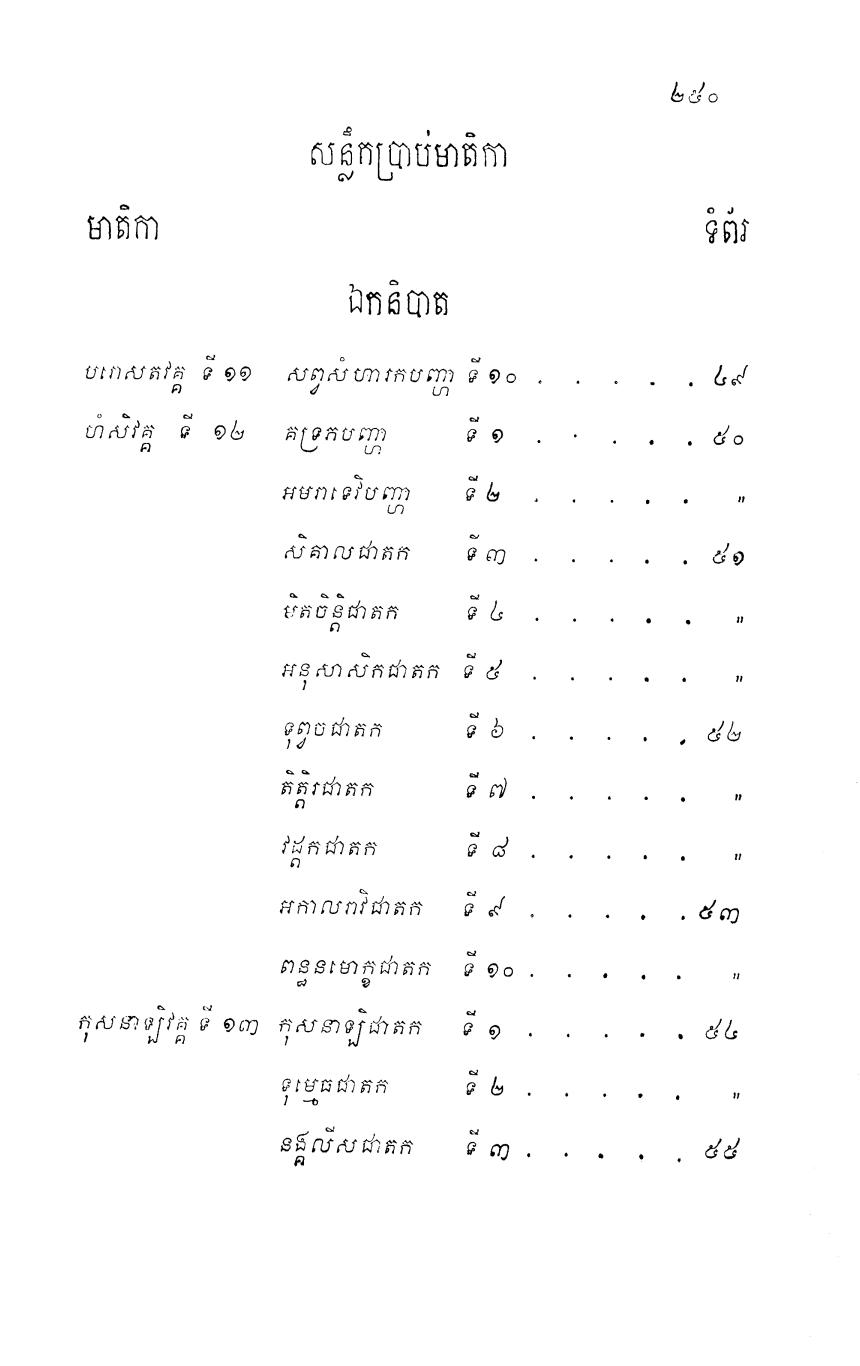 ២៥០
សន្លឹកប្រាប់មាតិកា
មាតិកា ទំព័រ
ឯកនិបាត
បរោសតវគ្គ ទី ១១ សព្វសំហារកបញ្ហា ទី ១០ . . . . . ៤៩
ហំសិវគ្គ ទី ១២ គទ្រភបញ្ហា ទី ១ . . . . . ៥០
អមរាទេវិបញ្ហា ទី ២ . . . . . "
សិគាលជាតក ទី ៣ . . . . . ៥១
មិតចិន្តិជាតក ទី ៤ . . . . . "
អនុសាសិកជាតក ទី ៥ . . . . . "
ទុព្វចជាតក ទី ៦ . . . . . ៥២
តិត្តិរជាតក ទី ៧ . . . . . "
វដ្តកជាតក ទី ៨ . . . . . "
អកាលរាវិជាតក ទី ៩ . . . . . ៥៣
ពន្ធនមោក្ខជាតក ទី ១០ . . . . . "
កុសនាឡិវគ្គ ទី ១៣ កុសនាឡិជាតក ទី ១ . . . . . ៥៤
ទុម្មេធជាតក ទី ២ . . . . . "
នង្គលីសជាតក ទី ៣ . . . . . ៥៥